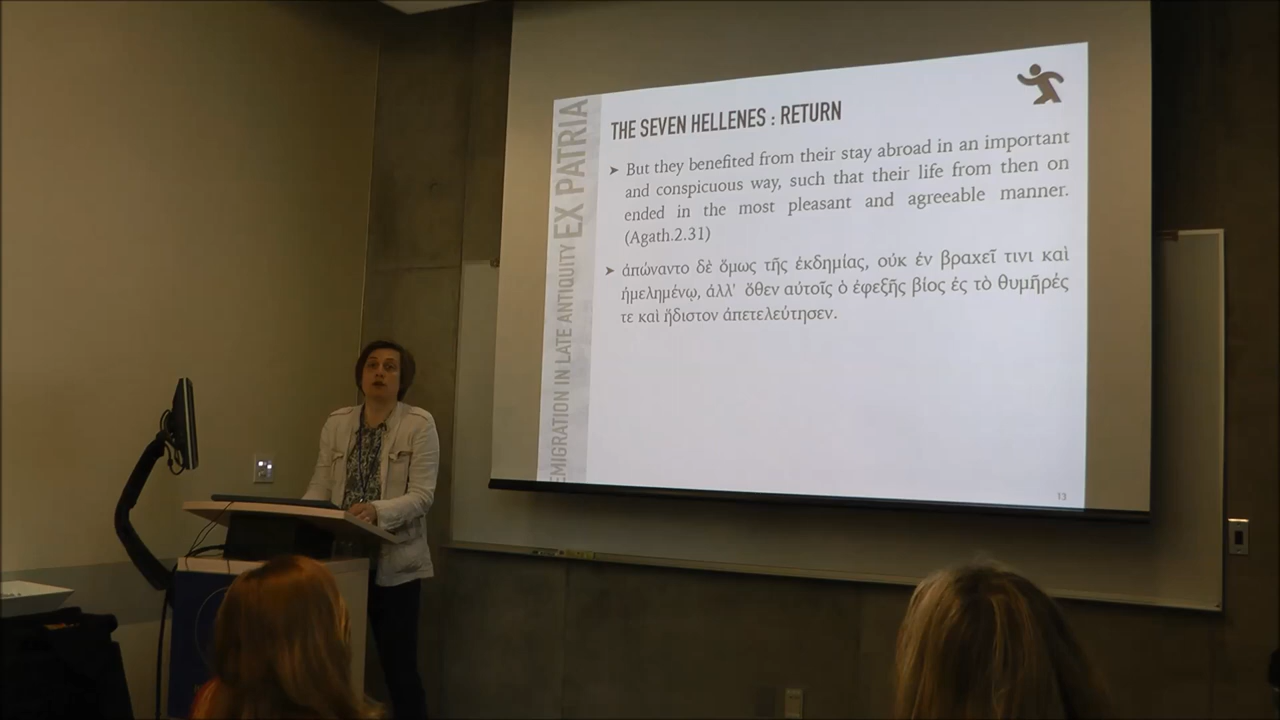 EMIGRATION IN LATE ANTIQUITY EX PATRIA
THE SEVEN HELLENES : RETURN
➤ But they benefited from their stay abroad in an important
and conspicuous way, such that their life from then on
ended in the most pleasant and agreeable manner.
(Agath.2.31)
➤ ἀπώναντο δὲ ὅμως τῆς ἐκδημίας, οὐκ ἐν βραχεῖ τινι καὶ
ἠμελημένῳ, ἀλλ' ὅθεν αὐτοῖς ὁ ἐφεξῆς βίος ἐς τὸ θυμῆρές
τε καὶ ἥδιστον ἀπετελεύτησεν.
13